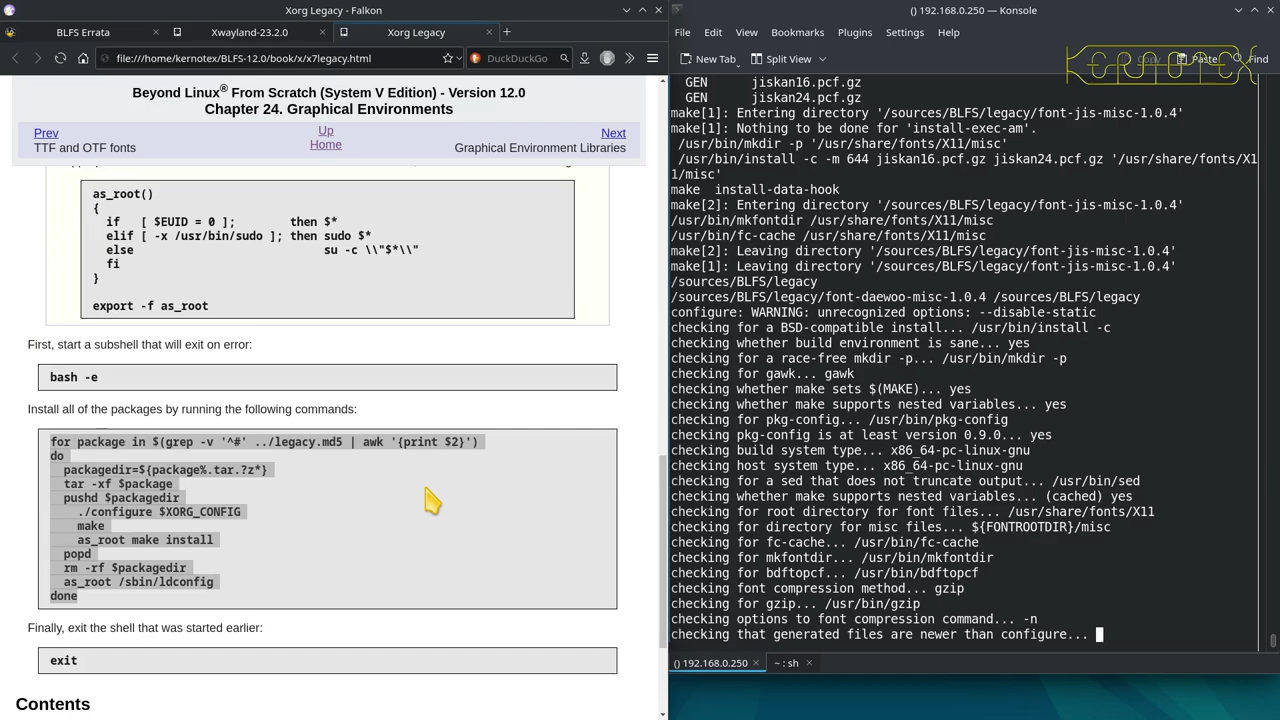 Xorg Legacy - Falkon
BLFS Errata
Xwayland-23.2.0
Xorg Legacy
file:///home/kernotex/BLFS-12.0/book/x/x7legacy.html
DuckDuckGo
Beyond Linux® From Scratch (System V Edition) - Version 12.0
Chapter 24. Graphical Environments
Prev
Up
Next
TTF and OTF fonts
Home
Graphical Environment Libraries
as_root()
{
if   [ $EUID = 0 ];        then $*
elif [ -x /usr/bin/sudo ]; then sudo $*
else                            su -c \\"$*\\"
fi
}
export -f as_root
First, start a subshell that will exit on error:
bash -e
Install all of the packages by running the following commands:
for package in $(grep -v '^#' ../legacy.md5 | awk '{print $2}')
do
packagedir=${package%.tar.?z*}
tar -xf $package
pushd $packagedir
./configure $XORG_CONFIG
make
as_root make install
popd
rm -rf $packagedir
as_root /sbin/ldconfig
done
Finally, exit the shell that was started earlier:
exit
Contents
() 192.168.0.250 — Konsole
File
Edit
View
Bookmarks
Plugins
Settings
Help
New Tab
Split View
Copy
Paste
Find
KERNOTEX
GEN      jiskan16.pcf.gz
GEN      jiskan24.pcf.gz
make[1]: Entering directory '/sources/BLFS/legacy/font-jis-misc-1.0.4'
make[1]: Nothing to be done for 'install-exec-am'.
/usr/bin/mkdir -p '/usr/share/fonts/X11/misc'
/usr/bin/install -c -m 644 jiskan16.pcf.gz jiskan24.pcf.gz '/usr/share/fonts/X1
1/misc'
make  install-data-hook
make[2]: Entering directory '/sources/BLFS/legacy/font-jis-misc-1.0.4'
/usr/bin/mkfontdir /usr/share/fonts/X11/misc
/usr/bin/fc-cache /usr/share/fonts/X11/misc
make[2]: Leaving directory '/sources/BLFS/legacy/font-jis-misc-1.0.4'
make[1]: Leaving directory '/sources/BLFS/legacy/font-jis-misc-1.0.4'
/sources/BLFS/legacy
/sources/BLFS/legacy/font-daewoo-misc-1.0.4 /sources/BLFS/legacy
configure: WARNING: unrecognized options: --disable-static
checking for a BSD-compatible install... /usr/bin/install -c
checking whether build environment is sane... yes
checking for a race-free mkdir -p... /usr/bin/mkdir -p
checking for gawk... gawk
checking whether make sets $(MAKE)... yes
checking whether make supports nested variables... yes
checking for pkg-config... /usr/bin/pkg-config
checking pkg-config is at least version 0.9.0... yes
checking build system type... x86_64-pc-linux-gnu
checking host system type... x86_64-pc-linux-gnu
checking for a sed that does not truncate output... /usr/bin/sed
checking whether make supports nested variables... (cached) yes
checking for root directory for font files... /usr/share/fonts/X11
checking for directory for misc files... ${FONTROOTDIR}/misc
checking for fc-cache... /usr/bin/fc-cache
checking for mkfontdir... /usr/bin/mkfontdir
checking for bdftopcf... /usr/bin/bdftopcf
checking font compression method... gzip
checking for gzip... /usr/bin/gzip
checking options to font compression command... -n
checking that generated files are newer than configure...
() 192.168.0.250
~ : sh